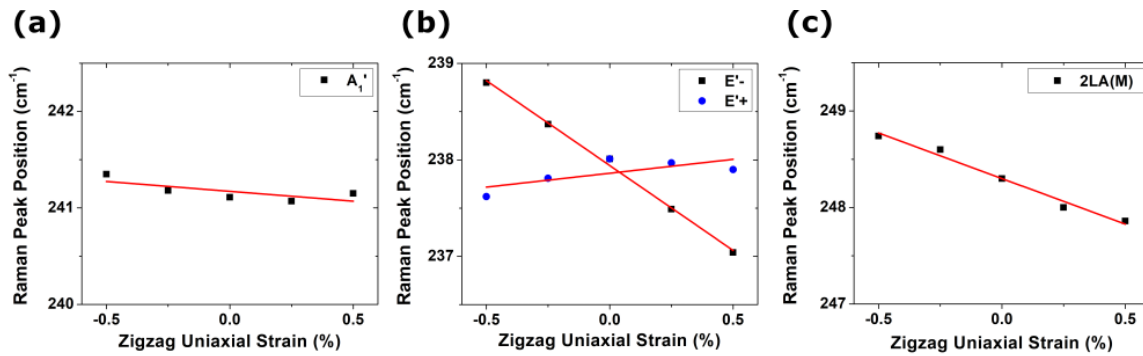 (a)
Raman Peak Position (cm⁻¹)
242
241
240
-0.5
0.0
0.5
Zigzag Uniaxial Strain (%)
A₁'
(b)
Raman Peak Position (cm⁻¹)
239
238
237
-0.5
0.0
0.5
Zigzag Uniaxial Strain (%)
E'-
E'+
(c)
Raman Peak Position (cm⁻¹)
249
248
247
-0.5
0.0
0.5
Zigzag Uniaxial Strain (%)
2LA(M)